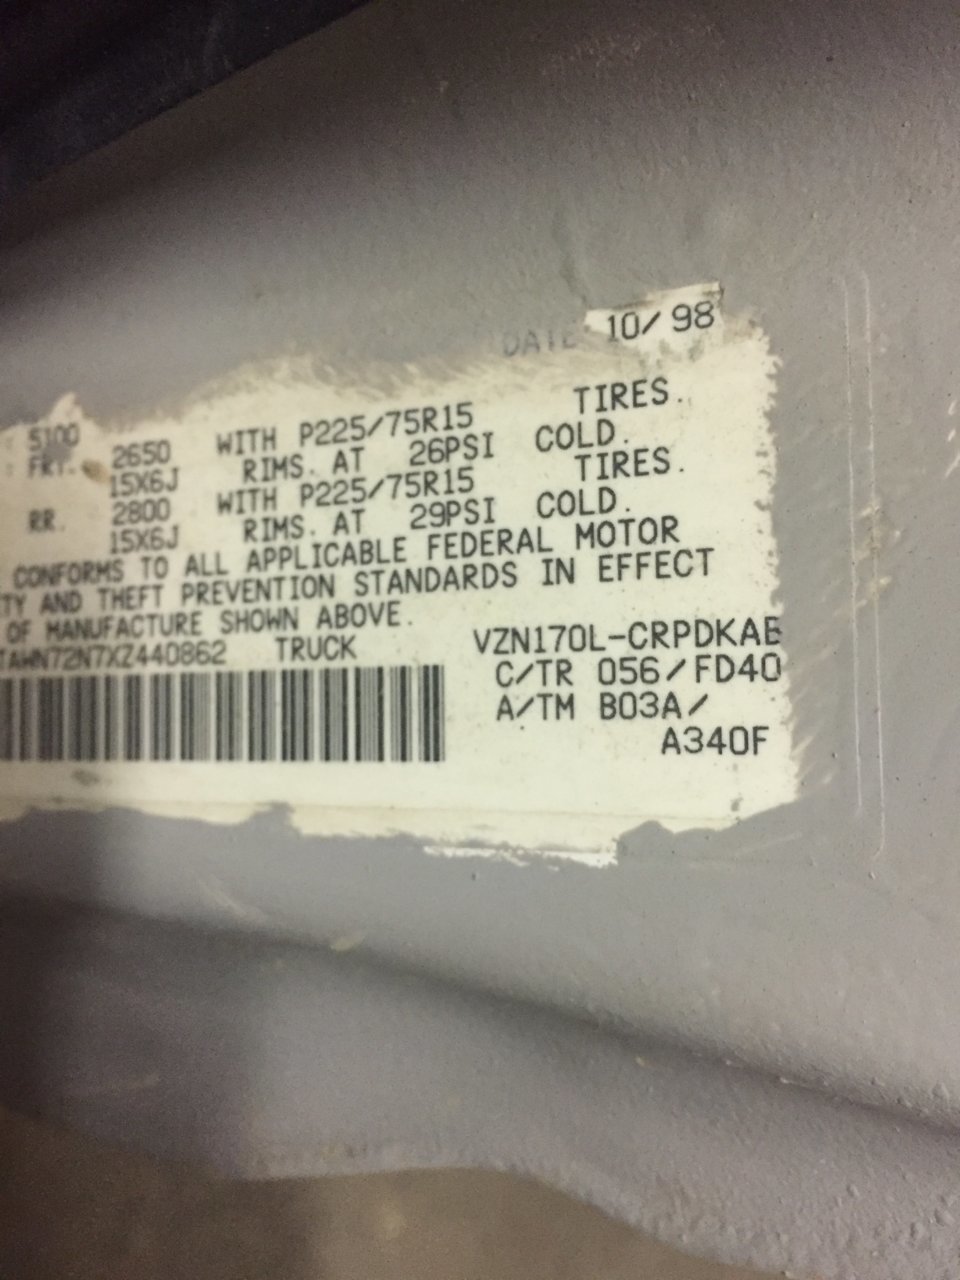 DATE 10/98
5100
FRT. 2650 WITH P225/75R15 TIRES.
15X6J RIMS. AT 26PSI COLD.
RR. 2800 WITH P225/75R15 TIRES.
15X6J RIMS. AT 29PSI COLD.
CONFORMS TO ALL APPLICABLE FEDERAL MOTOR
TY AND THEFT PREVENTION STANDARDS IN EFFECT
OF MANUFACTURE SHOWN ABOVE.
TAWN72N7XZ440862 TRUCK VZN170L-CRPDKAB
C/TR 056/FD40
A/TM B03A/
A340F